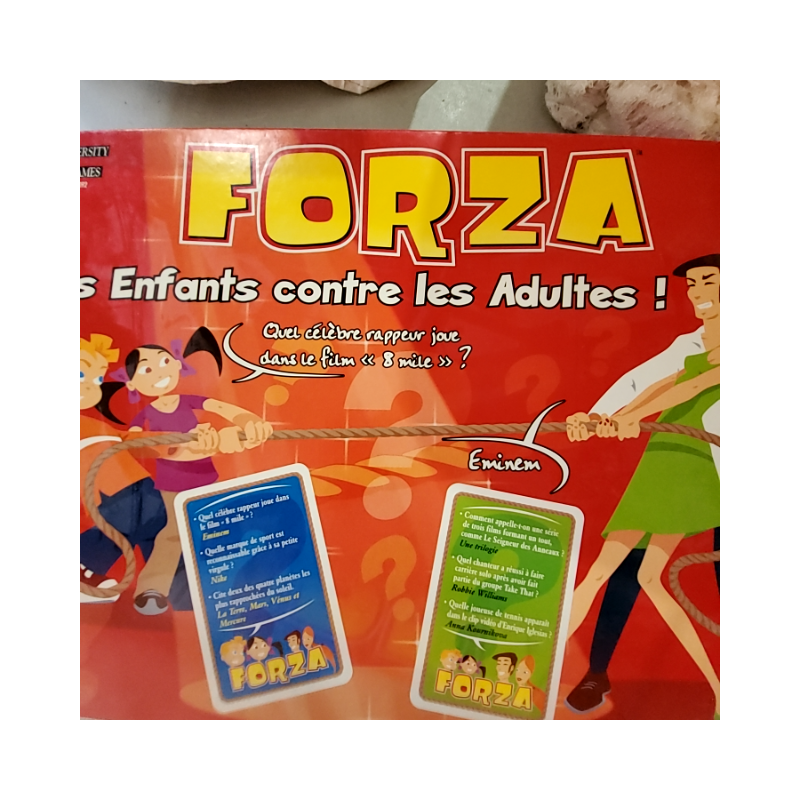 ERSITY
AMES
FORZA
s Enfants contre les Adultes !
Quel célèbre rappeur joue
dans le film « 8 mile » ?
Eminem
• Quel célèbre rappeur joue dans
le film « 8 mile » ?
Eminem
• Quelle marque de sport est
reconnaissable grâce à sa petite
virgule ?
Nike
• Cite deux des quatre planètes les
plus rapprochées du soleil.
La Terre, Mars, Vénus et
Mercure
FORZA
• Comment appelle-t-on une série
de trois films formant un tout,
comme Le Seigneur des Anneaux ?
Une trilogie
• Quel chanteur a réussi à faire
carrière solo après avoir fait
partie du groupe Take That ?
Robbie Williams
• Quelle joueuse de tennis apparaît
dans le clip vidéo d'Enrique Iglesias ?
Anna Kournikova
FORZA